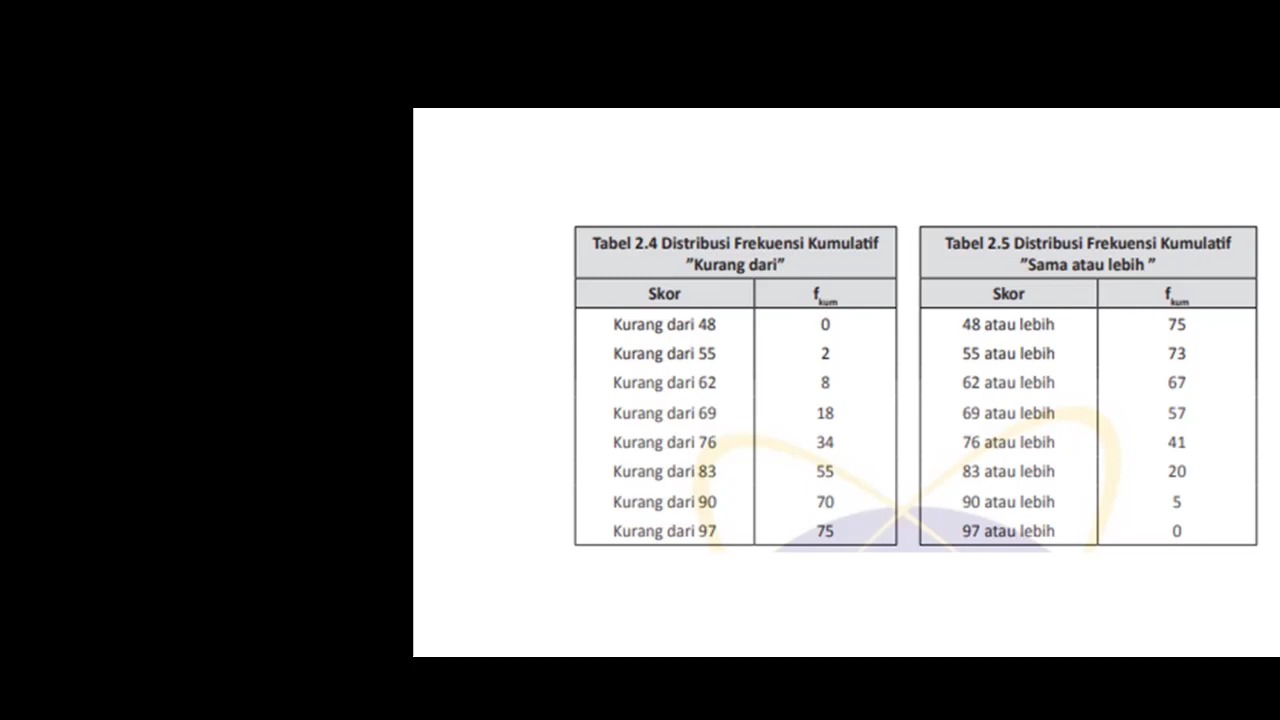 Tabel 2.4 Distribusi Frekuensi Kumulatif
”Kurang dari”
Skor fkum
Kurang dari 48 0
Kurang dari 55 2
Kurang dari 62 8
Kurang dari 69 18
Kurang dari 76 34
Kurang dari 83 55
Kurang dari 90 70
Kurang dari 97 75
Tabel 2.5 Distribusi Frekuensi Kumulatif
”Sama atau lebih ”
Skor fkum
48 atau lebih 75
55 atau lebih 73
62 atau lebih 67
69 atau lebih 57
76 atau lebih 41
83 atau lebih 20
90 atau lebih 5
97 atau lebih 0